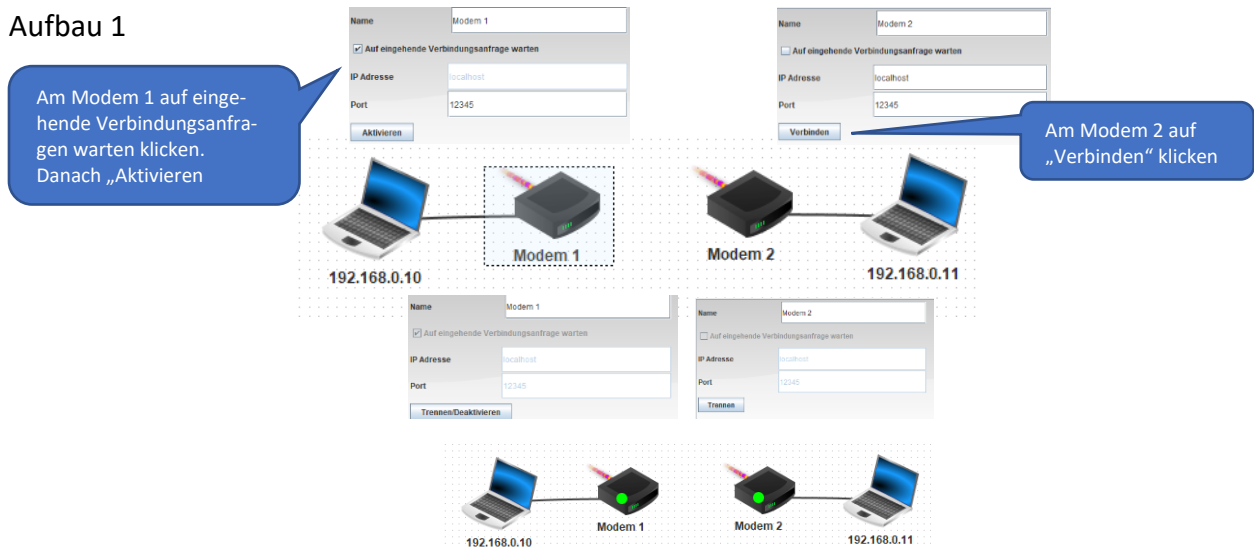 Aufbau 1
Name Modem 1
Auf eingehende Verbindungsanfrage warten
IP Adresse localhost
Port 12345
Aktivieren
Name Modem 2
Auf eingehende Verbindungsanfrage warten
IP Adresse localhost
Port 12345
Verbinden
Am Modem 1 auf einge-
hende Verbindungsanfra-
gen warten klicken.
Danach „Aktivieren
Am Modem 2 auf
„Verbinden“ klicken
Modem 1
Modem 2
192.168.0.10
192.168.0.11
Name Modem 1
Auf eingehende Verbindungsanfrage warten
IP Adresse localhost
Port 12345
Trennen/Deaktivieren
Name Modem 2
Auf eingehende Verbindungsanfrage warten
IP Adresse localhost
Port 12345
Trennen
Modem 1
Modem 2
192.168.0.10
192.168.0.11